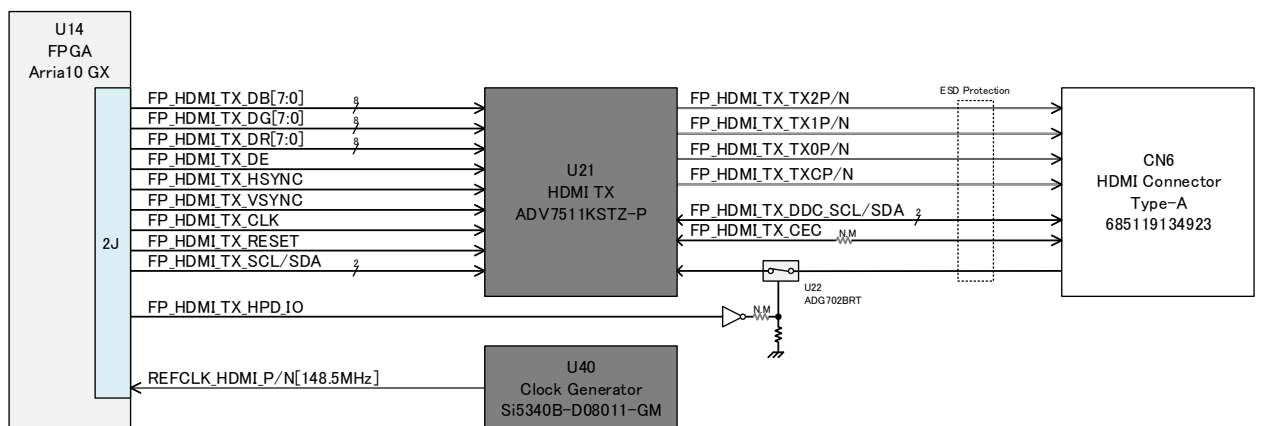 U14
FPGA
Arria10 GX
2J
FP_HDMI_TX_DB[7:0]
8
FP_HDMI_TX_DG[7:0]
8
FP_HDMI_TX_DR[7:0]
8
FP_HDMI_TX_DE
FP_HDMI_TX_HSYNC
FP_HDMI_TX_VSYNC
FP_HDMI_TX_CLK
FP_HDMI_TX_RESET
FP_HDMI_TX_SCL/SDA
2
FP_HDMI_TX_HPD_IO
REFCLK_HDMI_P/N[148.5MHz]
U21
HDMI TX
ADV7511KSTZ-P
FP_HDMI_TX_TX2P/N
FP_HDMI_TX_TX1P/N
FP_HDMI_TX_TX0P/N
FP_HDMI_TX_TXCP/N
FP_HDMI_TX_DDC_SCL/SDA
2
FP_HDMI_TX_CEC
N.M
ESD Protection
U22
ADG702BRT
N.M
CN6
HDMI Connector
Type-A
685119134923
U40
Clock Generator
Si5340B-D08011-GM